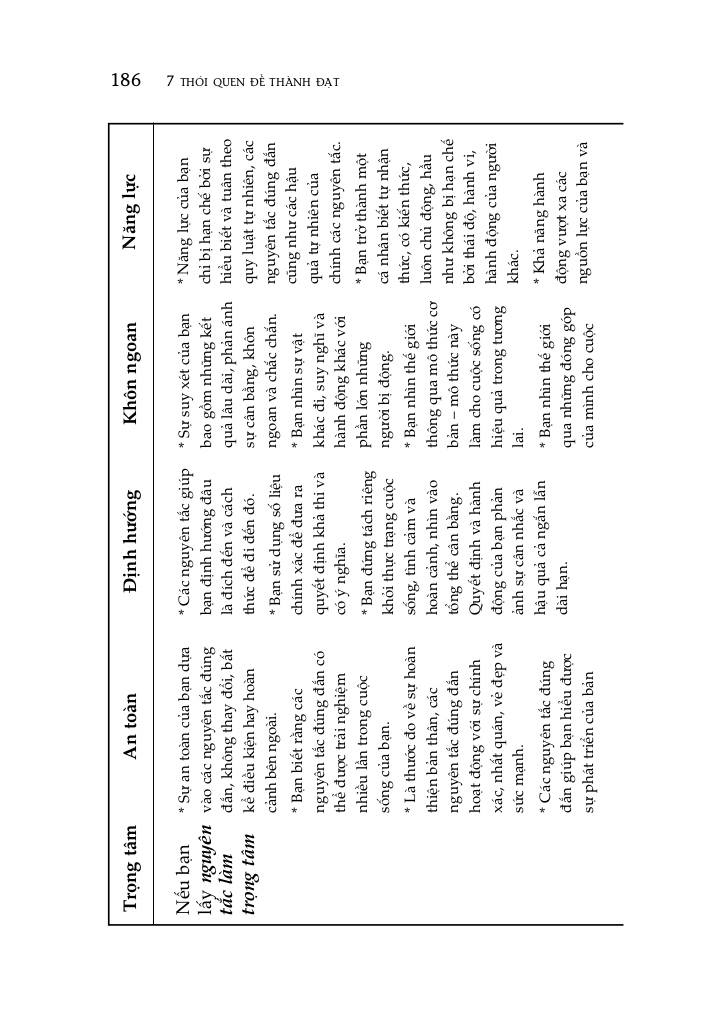 186 7 THÓI QUEN ĐỂ THÀNH ĐẠT
Trọng tâm
An toàn
Định hướng
Khôn ngoan
Năng lực
Nếu bạn
lấy nguyên
tắc làm
trọng tâm
* Sự an toàn của bạn dựa
vào các nguyên tắc đúng
đắn, không thay đổi, bất
kể điều kiện hay hoàn
cảnh bên ngoài.
* Bạn biết rằng các
nguyên tắc đúng đắn có
thể được trải nghiệm
nhiều lần trong cuộc
sống của bạn.
* Là thước đo về sự hoàn
thiện bản thân, các
nguyên tắc đúng đắn
hoạt động với sự chính
xác, nhất quán, vẻ đẹp và
sức mạnh.
* Các nguyên tắc đúng
đắn giúp bạn hiểu được
sự phát triển của bản
* Các nguyên tắc giúp
bạn định hướng đâu
là đích đến và cách
thức để đi đến đó.
* Bạn sử dụng số liệu
chính xác để đưa ra
quyết định khả thi và
có ý nghĩa.
* Bạn đứng tách riêng
khỏi thực trạng cuộc
sống, tình cảm và
hoàn cảnh, nhìn vào
tổng thể cân bằng.
Quyết định và hành
động của bạn phản
ánh sự cân nhắc và
hậu quả cả ngắn lẫn
dài hạn.
* Sự suy xét của bạn
bao gồm những kết
quả lâu dài, phản ánh
sự cân bằng, khôn
ngoan và chắc chắn.
* Bạn nhìn sự vật
khác đi, suy nghĩ và
hành động khác với
phần lớn những
người bị động.
* Bạn nhìn thế giới
thông qua mô thức cơ
bản – mô thức này
làm cho cuộc sống có
hiệu quả trong tương
lai.
* Bạn nhìn thế giới
qua những đóng góp
của mình cho cuộc
* Năng lực của bạn
chỉ bị hạn chế bởi sự
hiểu biết và tuân theo
quy luật tự nhiên, các
nguyên tắc đúng đắn
cũng như các hậu
quả tự nhiên của
chính các nguyên tắc.
* Bạn trở thành một
cá nhân biết tự nhận
thức, có kiến thức,
luôn chủ động, hầu
như không bị hạn chế
bởi thái độ, hành vi,
hành động của người
khác.
* Khả năng hành
động vượt xa các
nguồn lực của bạn và